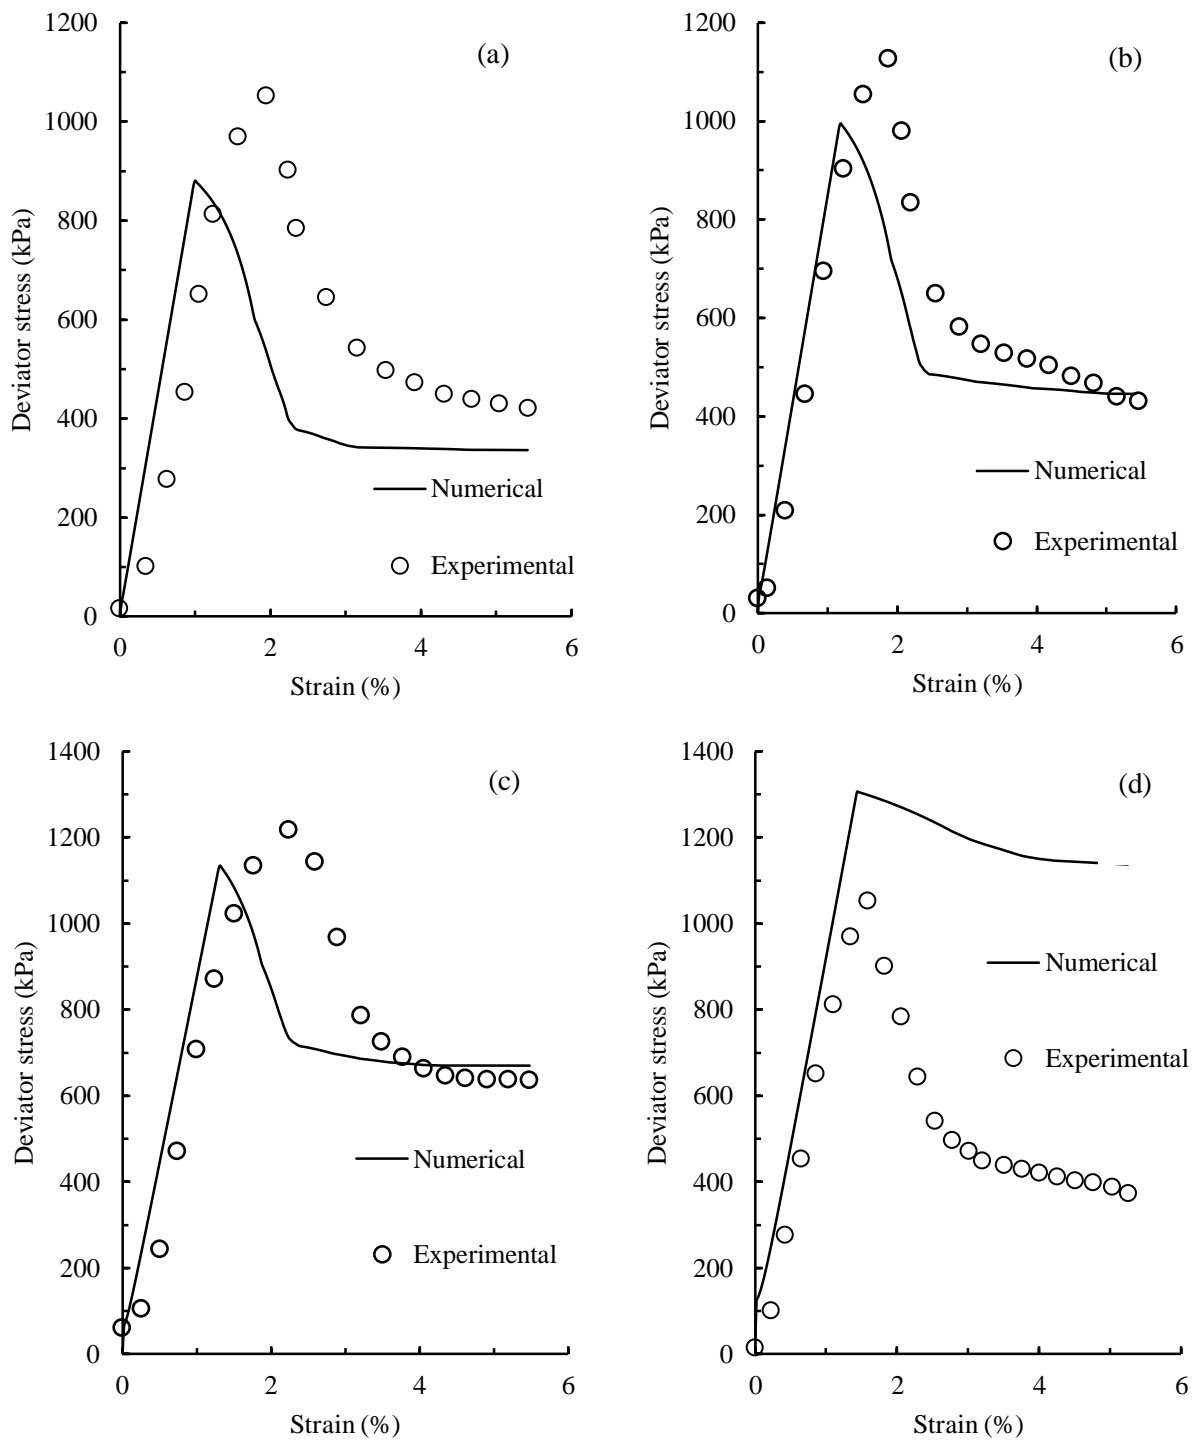 (a)
Deviator stress (kPa)
1200
1000
800
600
400
200
0
0 2 4 6
Strain (%)
Numerical
Experimental
(b)
Deviator stress (kPa)
1200
1000
800
600
400
200
0
0 2 4 6
Strain (%)
Numerical
Experimental
(c)
Deviator stress (kPa)
1400
1200
1000
800
600
400
200
0
0 2 4 6
Strain (%)
Numerical
Experimental
(d)
Deviator stress (kPa)
1400
1200
1000
800
600
400
200
0
0 2 4 6
Strain (%)
Numerical
Experimental